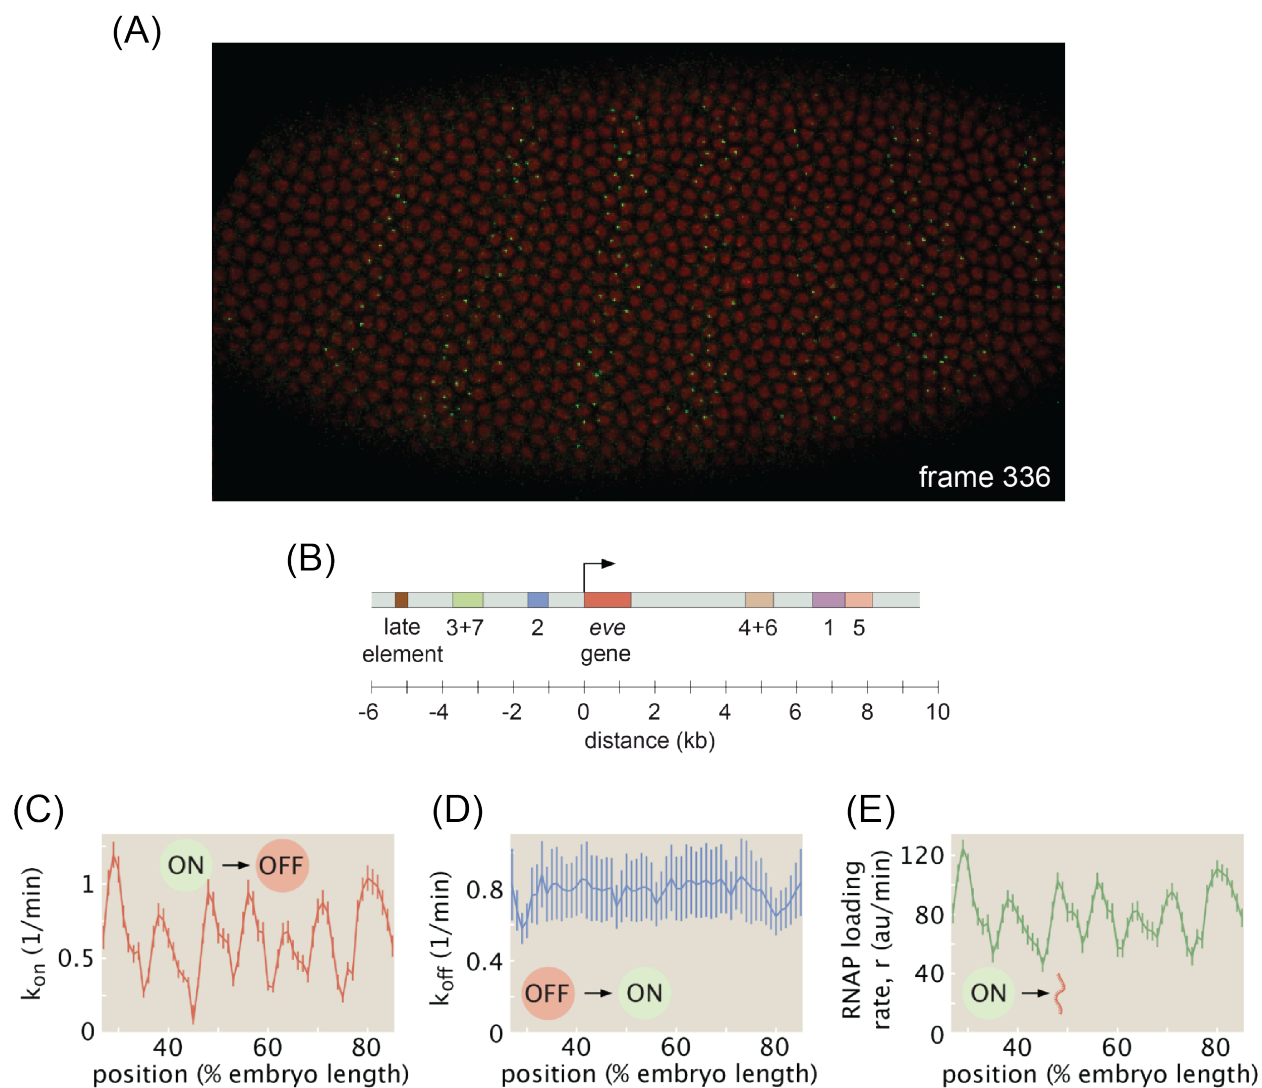 (A)
frame 336
(B)
late
element
3+7
2
eve
gene
4+6
1
5
-6 -4 -2 0 2 4 6 8 10
distance (kb)
(C)
ON → OFF
k_on (1/min)
1
0.5
0
40 60 80
position (% embryo length)
(D)
k_off (1/min)
0.8
0.4
0
OFF → ON
40 60 80
position (% embryo length)
(E)
RNAP loading
rate, r (au/min)
120
80
40
0
ON →
40 60 80
position (% embryo length)